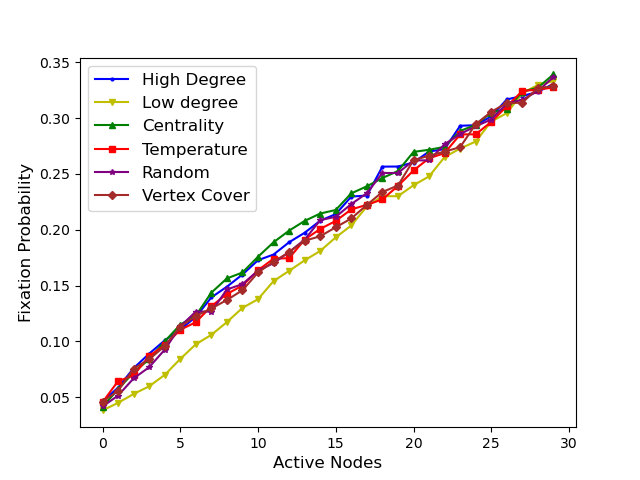 0.35
0.30
0.25
0.20
0.15
0.10
0.05
Fixation Probability
High Degree
Low degree
Centrality
Temperature
Random
Vertex Cover
0 5 10 15 20 25 30
Active Nodes